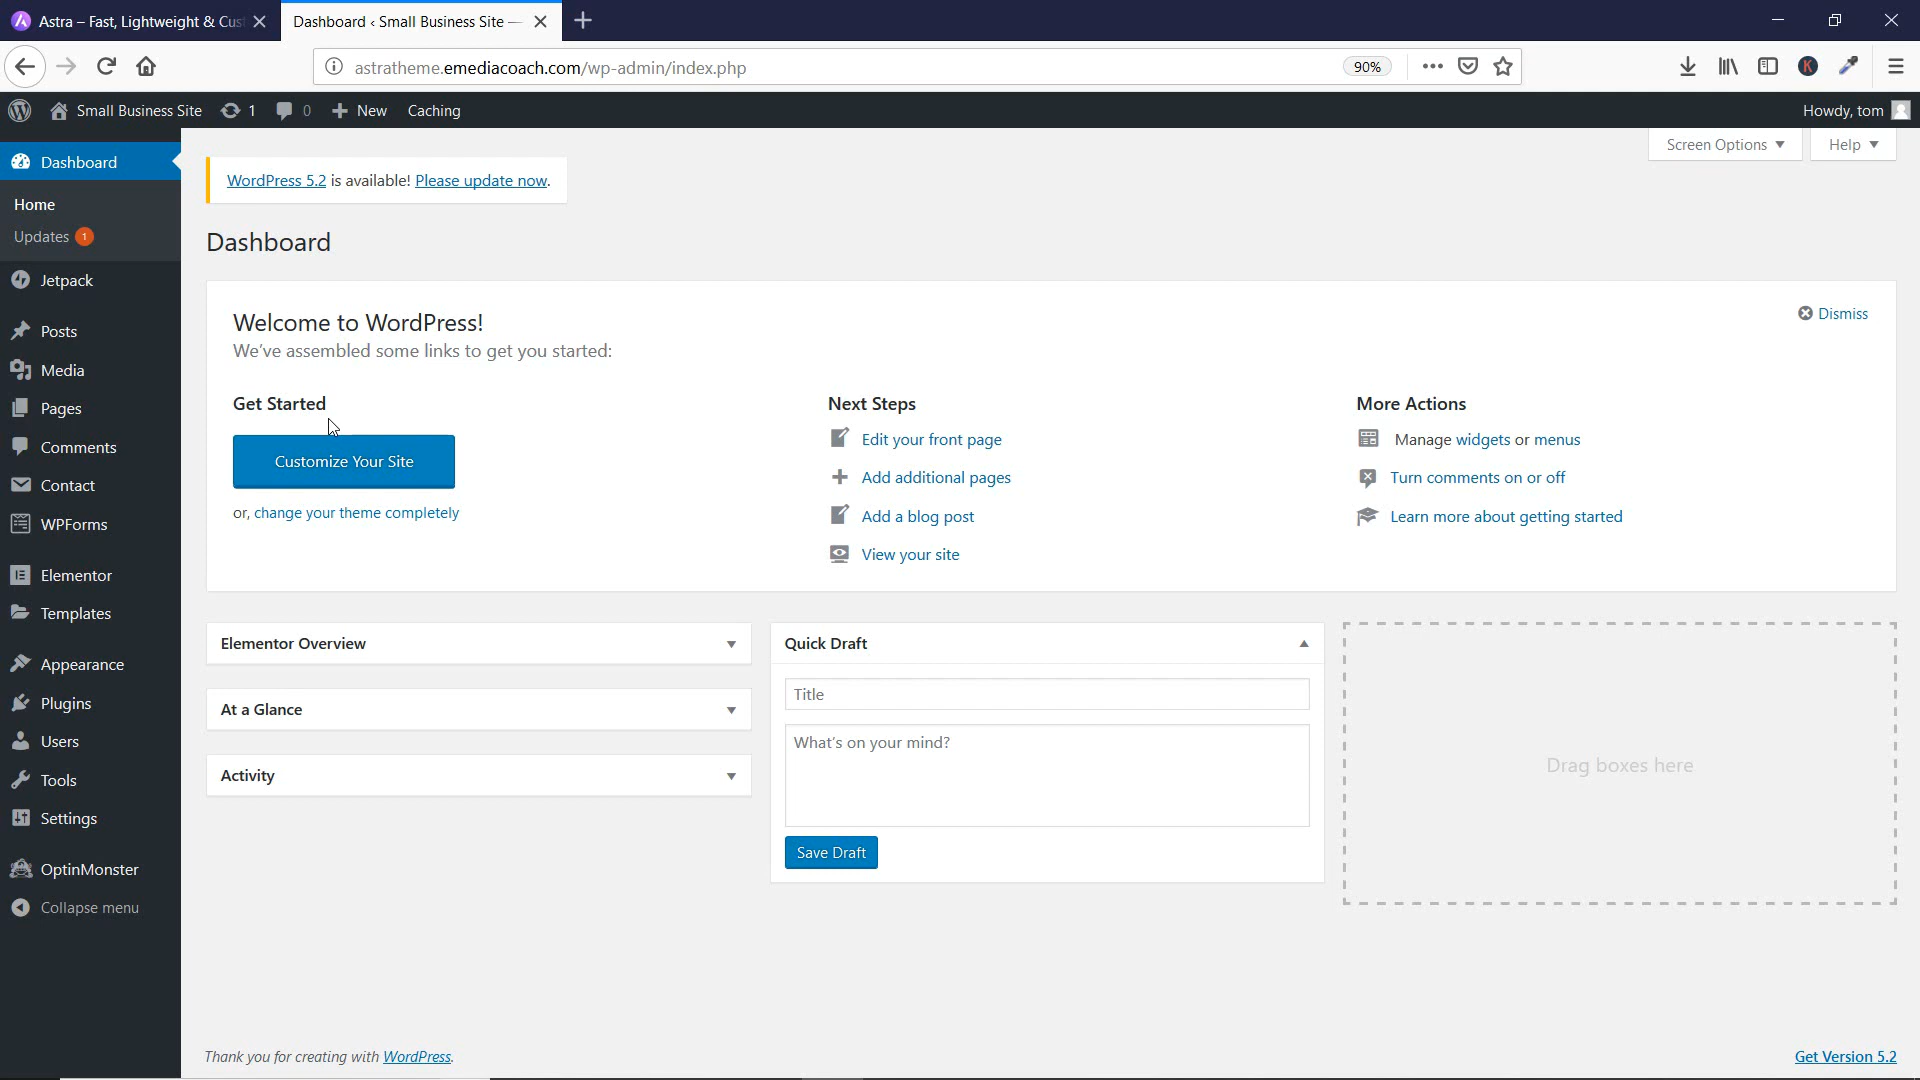 Astra – Fast, Lightweight & Cus
Dashboard ‹ Small Business Site —
astratheme.emediacoach.com/wp-admin/index.php
90%
Small Business Site
1
0
New
Caching
Howdy, tom
Dashboard
Home
Updates 1
Jetpack
Posts
Media
Pages
Comments
Contact
WPForms
Elementor
Templates
Appearance
Plugins
Users
Tools
Settings
OptinMonster
Collapse menu
Screen Options
Help
WordPress 5.2 is available! Please update now.
Dashboard
Welcome to WordPress!
We've assembled some links to get you started:
Dismiss
Get Started
Customize Your Site
or, change your theme completely
Next Steps
Edit your front page
Add additional pages
Add a blog post
View your site
More Actions
Manage widgets or menus
Turn comments on or off
Learn more about getting started
Elementor Overview
At a Glance
Activity
Quick Draft
Title
What's on your mind?
Save Draft
Drag boxes here
Thank you for creating with WordPress.
Get Version 5.2